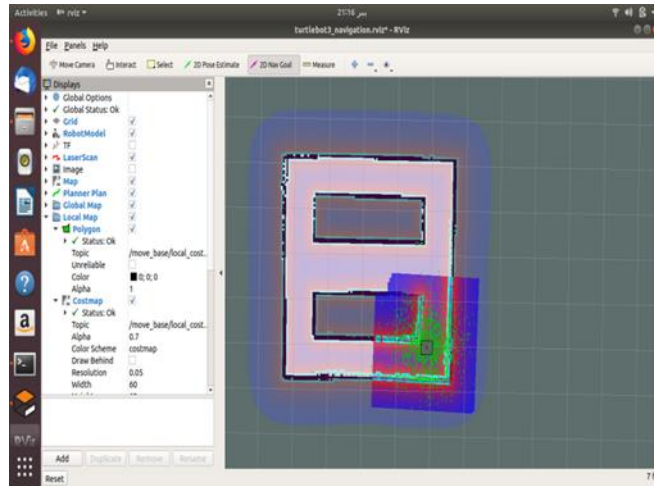 Activities
rviz
21:16
turtlebot3_navigation.rviz* - RViz
File Panels Help
Move Camera Interact Select 2D Pose Estimate 2D Nav Goal Measure
Displays
Global Options
Global Status: Ok
Grid
RobotModel
TF
LaserScan
Image
Map
Planner Plan
Global Map
Local Map
Polygon
Status: Ok
Topic /move_base/local_cost..
Unreliable
Color 0; 0; 0
Alpha 1
Costmap
Status: Ok
Topic /move_base/local_cost..
Alpha 0.7
Color Scheme costmap
Draw Behind
Resolution 0.05
Width 60
Add Duplicate Remove Rename
Reset